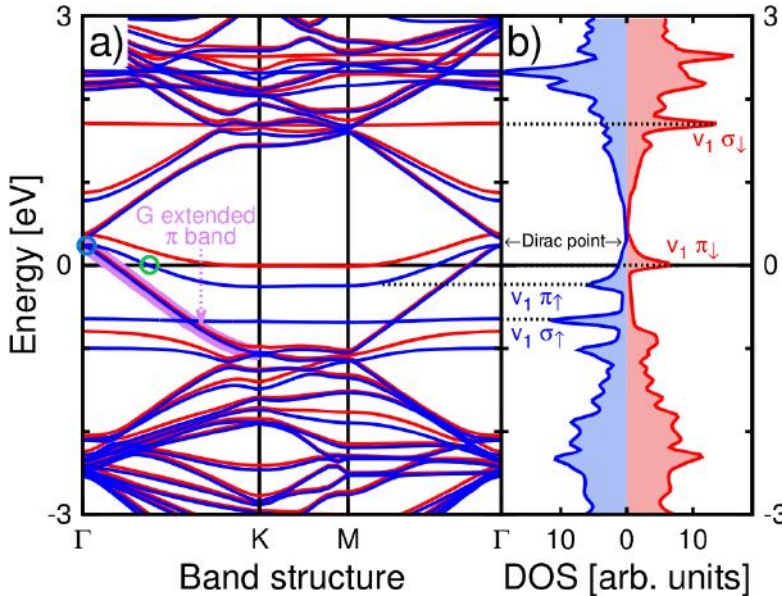 3
a)
b)
3
v₁ σ↓
G extended
π band
←Dirac point→
v₁ π↓
Energy [eV]
0
0
v₁ π↑
v₁ σ↑
-3
-3
Γ
K
M
Γ
10
0
10
Band structure
DOS [arb. units]